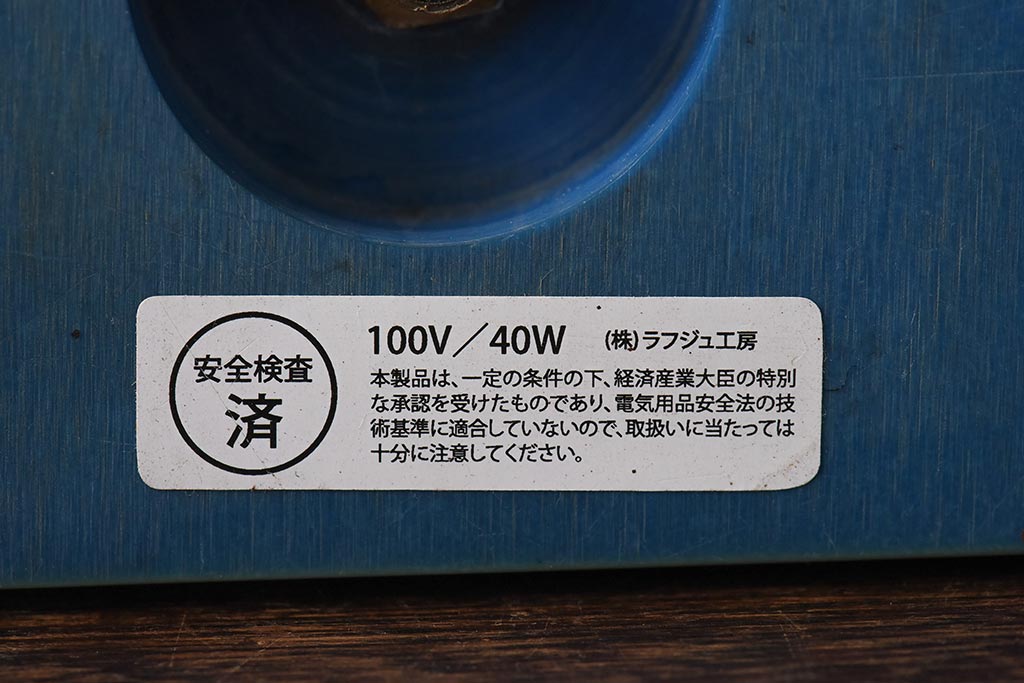 安全検査
済
100V／40W (株)ラフジュ工房
本製品は、一定の条件の下、経済産業大臣の特別
な承認を受けたものであり、電気用品安全法の技
術基準に適合していないので、取扱いに当たっては
十分に注意してください。